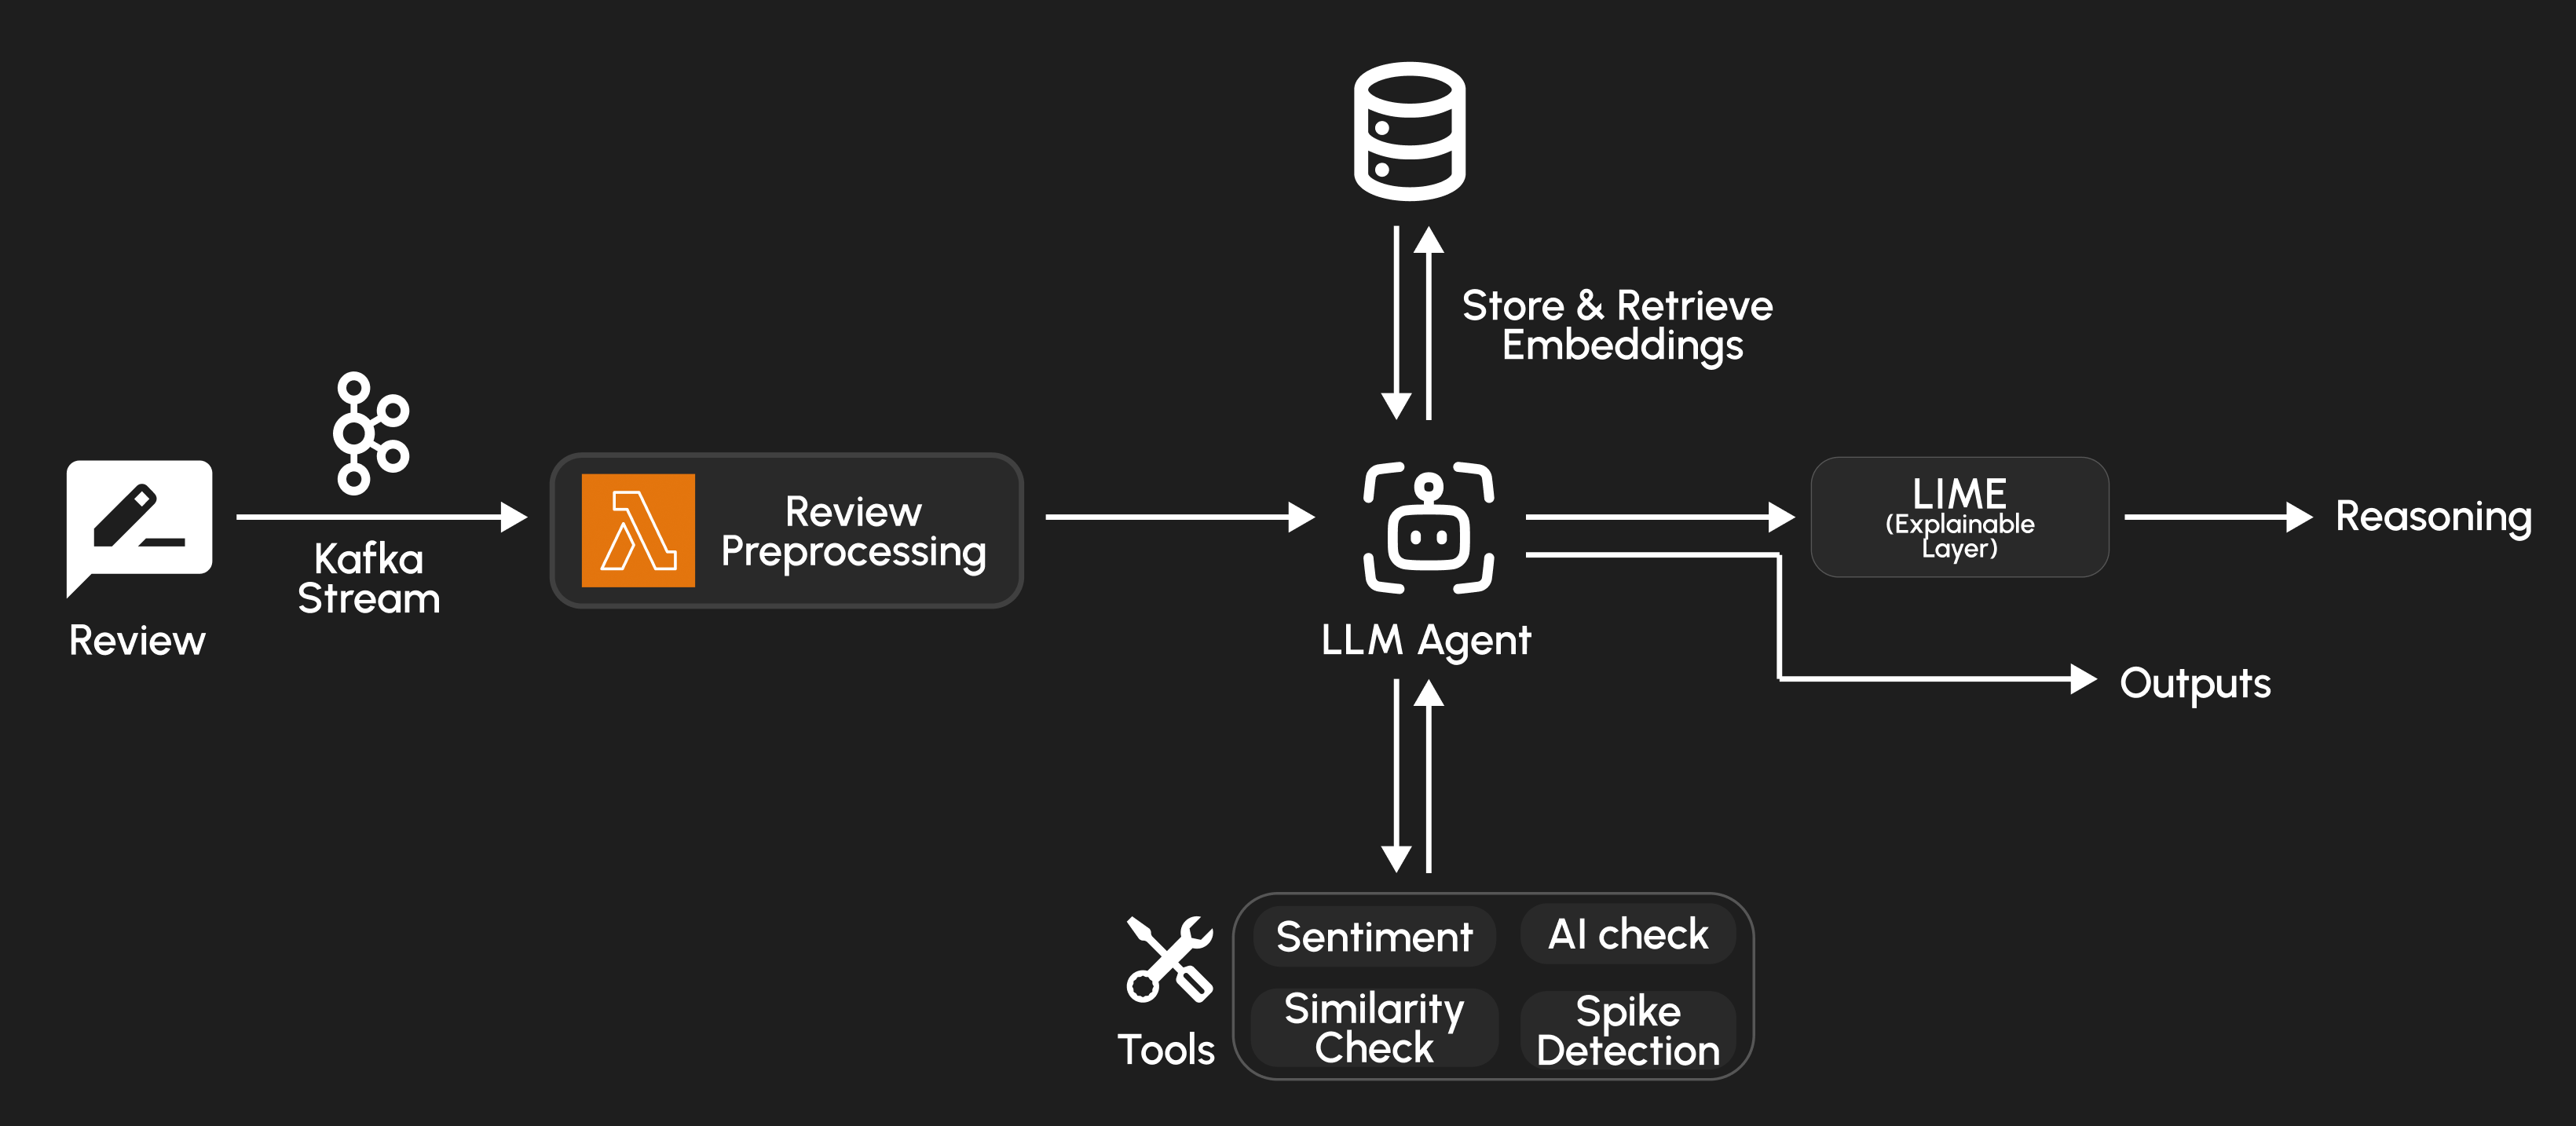 Store & Retrieve
Embeddings
Kafka
Stream
Review
Review
Preprocessing
LLM Agent
LIME
(Explainable
Layer)
Reasoning
Outputs
Tools
Sentiment
AI check
Similarity
Check
Spike
Detection